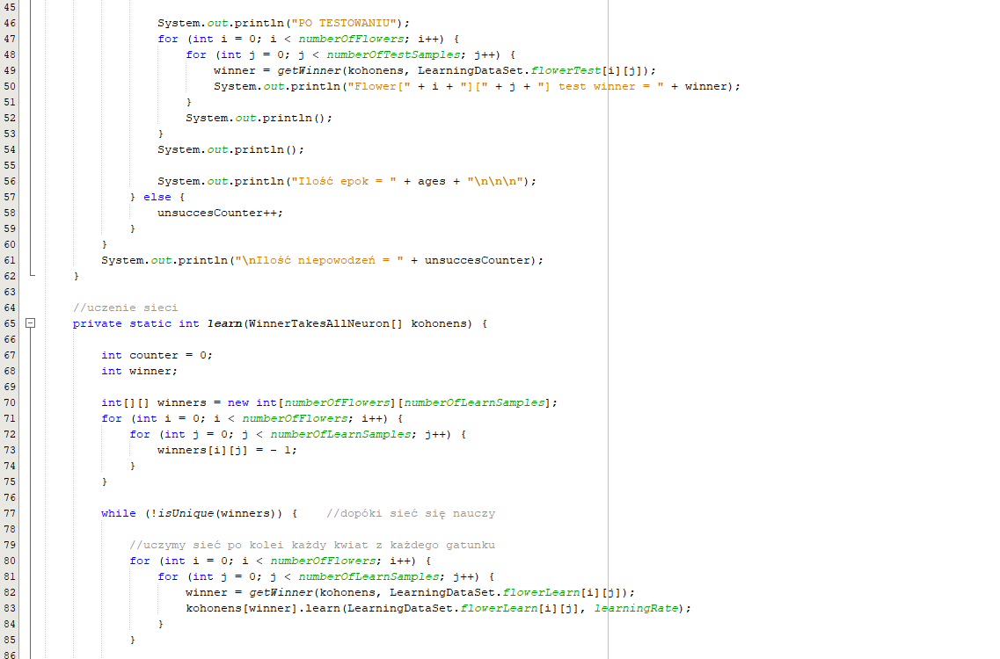 45
46 System.out.println("PO TESTOWANIU");
47 for (int i = 0; i < numberOfFlowers; i++) {
48 for (int j = 0; j < numberOfTestSamples; j++) {
49 winner = getWinner(kohonens, LearningDataSet.flowerTest[i][j]);
50 System.out.println("Flower[" + i + "][" + j + "] test winner = " + winner);
51 }
52 System.out.println();
53 }
54 System.out.println();
55
56 System.out.println("Ilość epok = " + ages + "\n\n\n");
57 } else {
58 unsuccesCounter++;
59 }
60 }
61 System.out.println("\nIlość niepowodzeń = " + unsuccesCounter);
62 }
63
64 //uczenie sieci
65 private static int learn(WinnerTakesAllNeuron[] kohonens) {
66
67 int counter = 0;
68 int winner;
69
70 int[][] winners = new int[numberOfFlowers][numberOfLearnSamples];
71 for (int i = 0; i < numberOfFlowers; i++) {
72 for (int j = 0; j < numberOfLearnSamples; j++) {
73 winners[i][j] = - 1;
74 }
75 }
76
77 while (!isUnique(winners)) { //dopóki sieć się nauczy
78
79 //uczymy sieć po kolei każdy kwiat z każdego gatunku
80 for (int i = 0; i < numberOfFlowers; i++) {
81 for (int j = 0; j < numberOfLearnSamples; j++) {
82 winner = getWinner(kohonens, LearningDataSet.flowerLearn[i][j]);
83 kohonens[winner].learn(LearningDataSet.flowerLearn[i][j], learningRate);
84 }
85 }
86